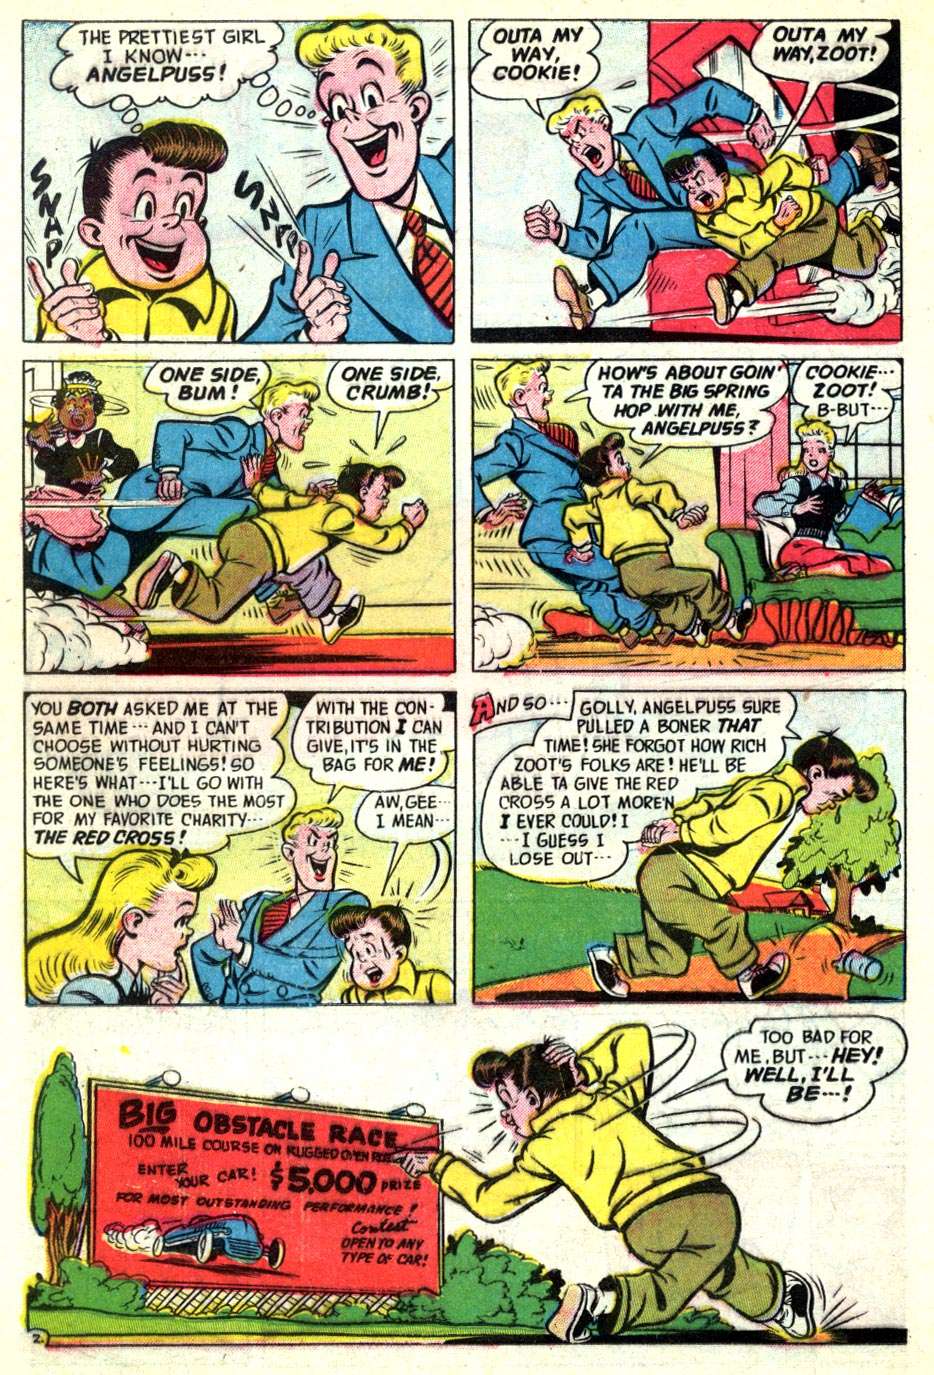 THE PRETTIEST GIRL
I KNOW---
ANGELPUSS!
SNAP
SNAP
OUTA MY
WAY,
COOKIE!
OUTA MY
WAY, ZOOT!
ONE SIDE,
BUM!
ONE SIDE,
CRUMB!
HOW'S ABOUT GOIN'
TA THE BIG SPRING
HOP WITH ME,
ANGELPUSS?
COOKIE---
ZOOT!
B-BUT---
YOU BOTH ASKED ME AT THE
SAME TIME --- AND I CAN'T
CHOOSE WITHOUT HURTING
SOMEONE'S FEELINGS! SO
HERE'S WHAT---I'LL GO WITH
THE ONE WHO DOES THE MOST
FOR MY FAVORITE CHARITY---
THE RED CROSS!
WITH THE CON-
TRIBUTION I CAN
GIVE, IT'S IN THE
BAG FOR ME!
AW, GEE---
I MEAN---
AND SO---
GOLLY, ANGELPUSS SURE
PULLED A BONER THAT
TIME! SHE FORGOT HOW RICH
ZOOT'S FOLKS ARE! HE'LL BE
ABLE TA GIVE THE RED
CROSS A LOT MORE'N
I EVER COULD! I
---I GUESS I
LOSE OUT---
TOO BAD FOR
ME, BUT---HEY!
WELL, I'LL
BE---!
BIG OBSTACLE RACE
100 MILE COURSE ON RUGGED OVEN
ENTER
YOUR CAR! $5,000 PRIZE
FOR MOST OUTSTANDING PERFORMANCE!
Contest
OPEN TO ANY
TYPE OF CAR!
2.